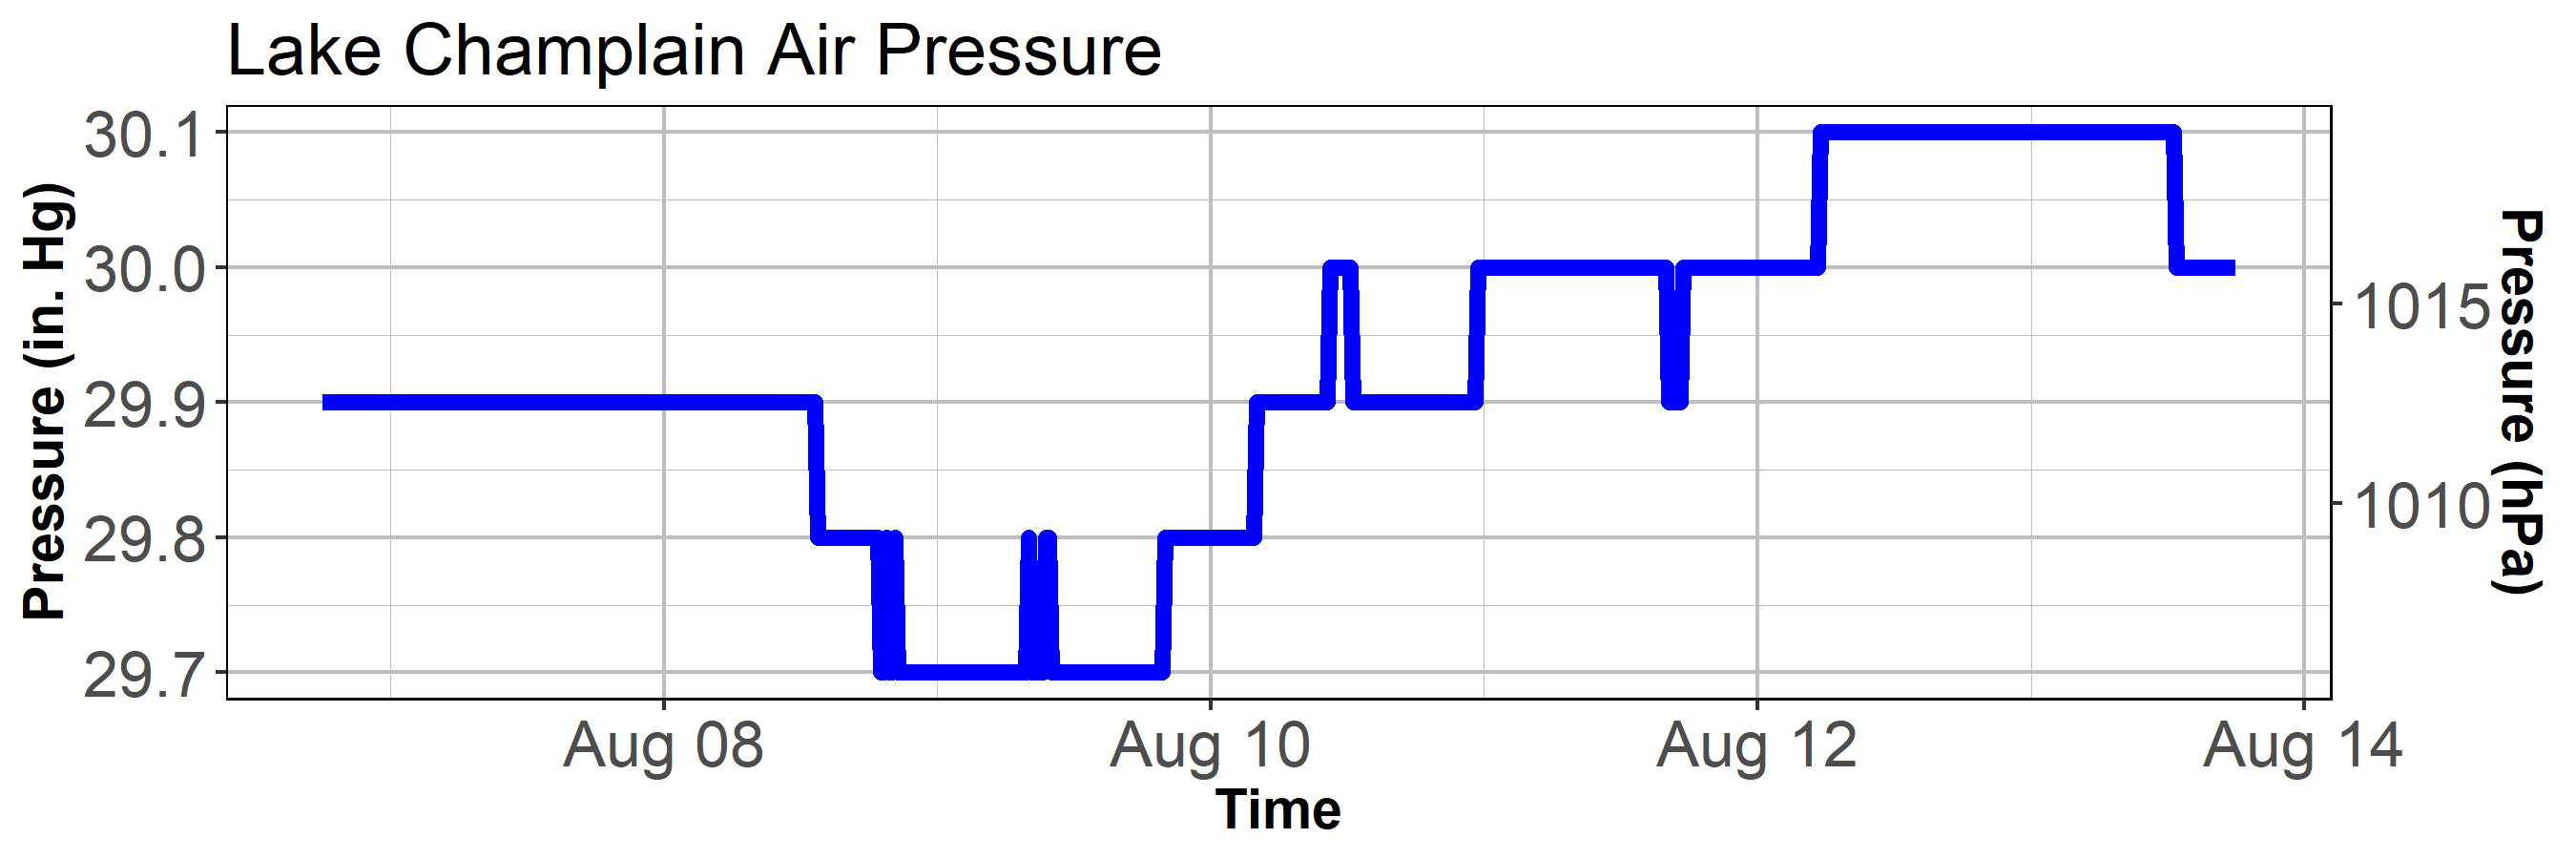 Lake Champlain Air Pressure
Pressure (in. Hg)
30.1
30.0
29.9
29.8
29.7
1015
1010
Pressure (hPa)
Aug 08
Aug 10
Aug 12
Aug 14
Time